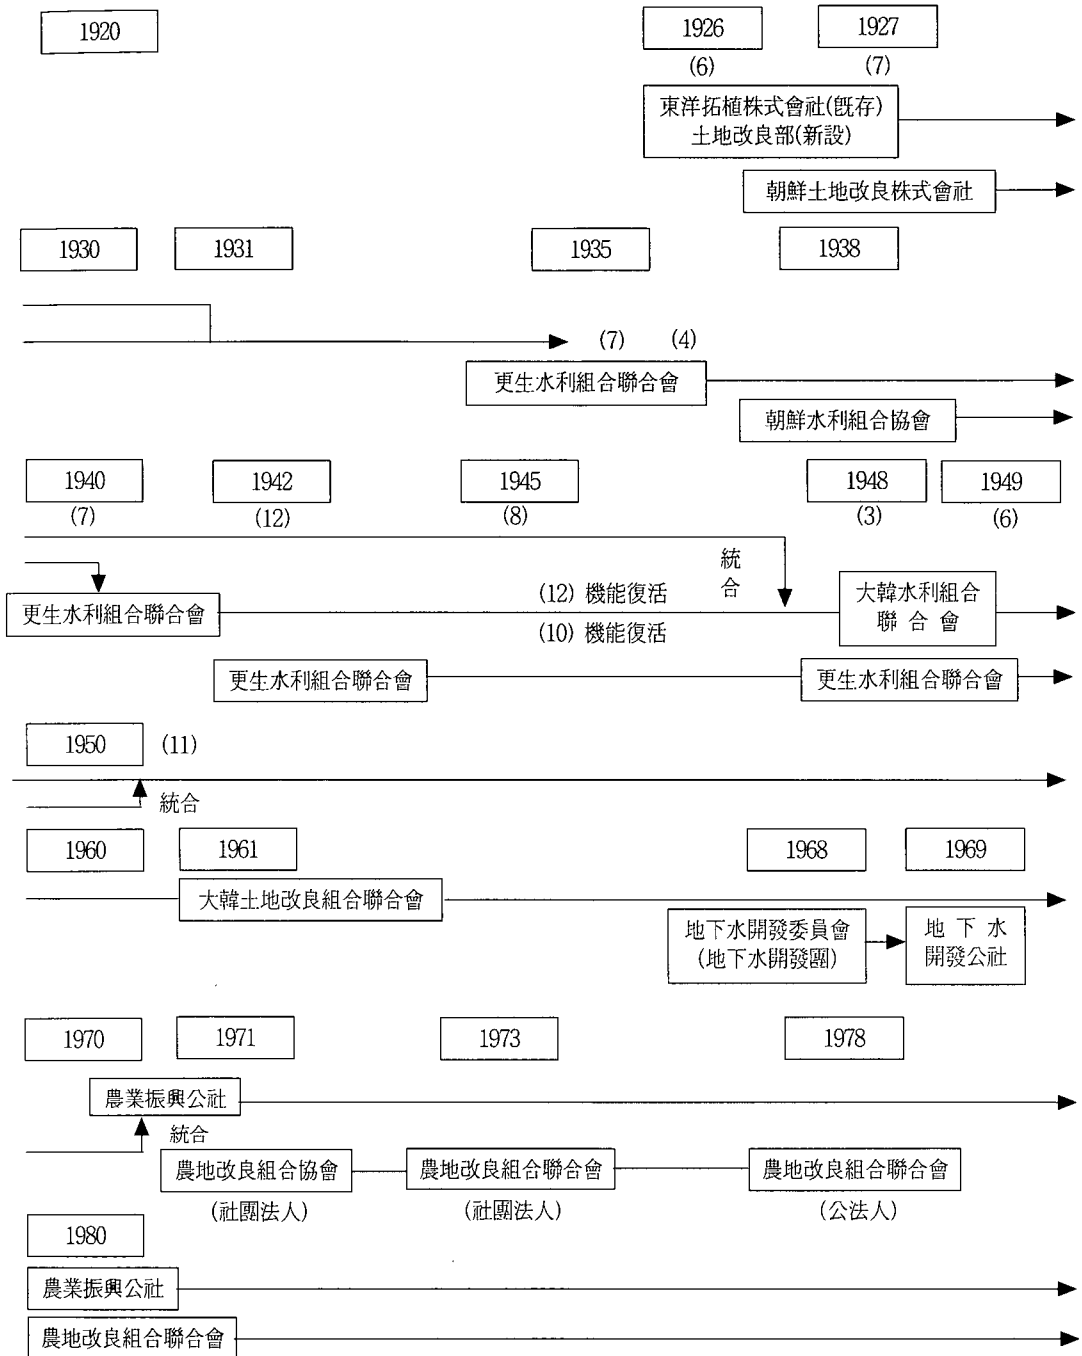 1920
1926
1927
(6)
(7)
東洋拓植株式會社(旣存)
土地改良部(新設)
朝鮮土地改良株式會社
1930
1931
1935
1938
(7)
(4)
更生水利組合聯合會
朝鮮水利組合協會
1940
1942
1945
1948
1949
(7)
(12)
(8)
(3)
(6)
統
合
更生水利組合聯合會
(12) 機能復活
(10) 機能復活
大韓水利組合
聯 合 會
更生水利組合聯合會
更生水利組合聯合會
1950
(11)
統合
1960
1961
1968
1969
大韓土地改良組合聯合會
地下水開發委員會
(地下水開發團)
地 下 水
開發公社
1970
1971
1973
1978
農業振興公社
統合
農地改良組合協會
農地改良組合聯合會
農地改良組合聯合會
(社團法人)
(社團法人)
(公法人)
1980
農業振興公社
農地改良組合聯合會